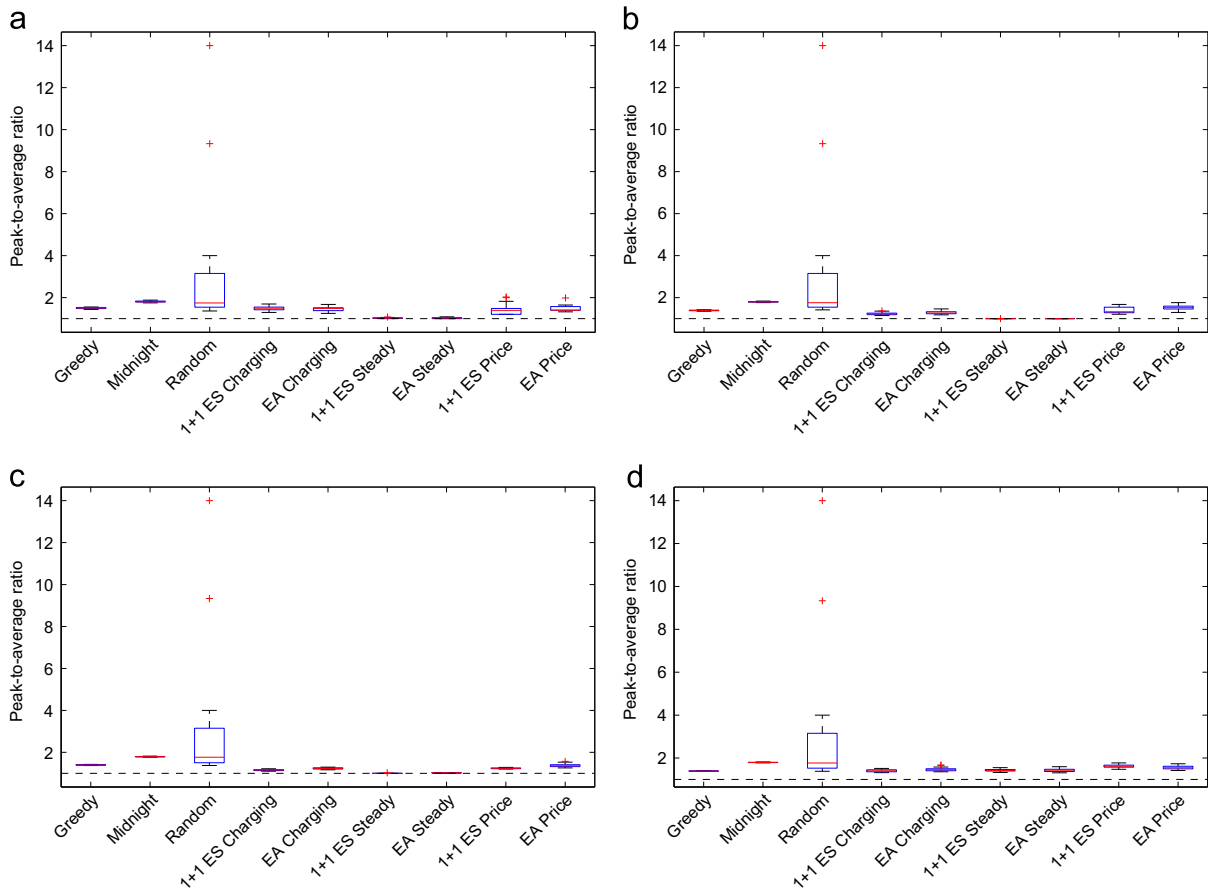 a
14
12
10
8
6
4
2
Peak-to-average ratio
Greedy
Midnight
Random
1+1 ES Charging
EA Charging
1+1 ES Steady
EA Steady
1+1 ES Price
EA Price
b
14
12
10
8
6
4
2
Peak-to-average ratio
Greedy
Midnight
Random
1+1 ES Charging
EA Charging
1+1 ES Steady
EA Steady
1+1 ES Price
EA Price
c
14
12
10
8
6
4
2
Peak-to-average ratio
Greedy
Midnight
Random
1+1 ES Charging
EA Charging
1+1 ES Steady
EA Steady
1+1 ES Price
EA Price
d
14
12
10
8
6
4
2
Peak-to-average ratio
Greedy
Midnight
Random
1+1 ES Charging
EA Charging
1+1 ES Steady
EA Steady
1+1 ES Price
EA Price